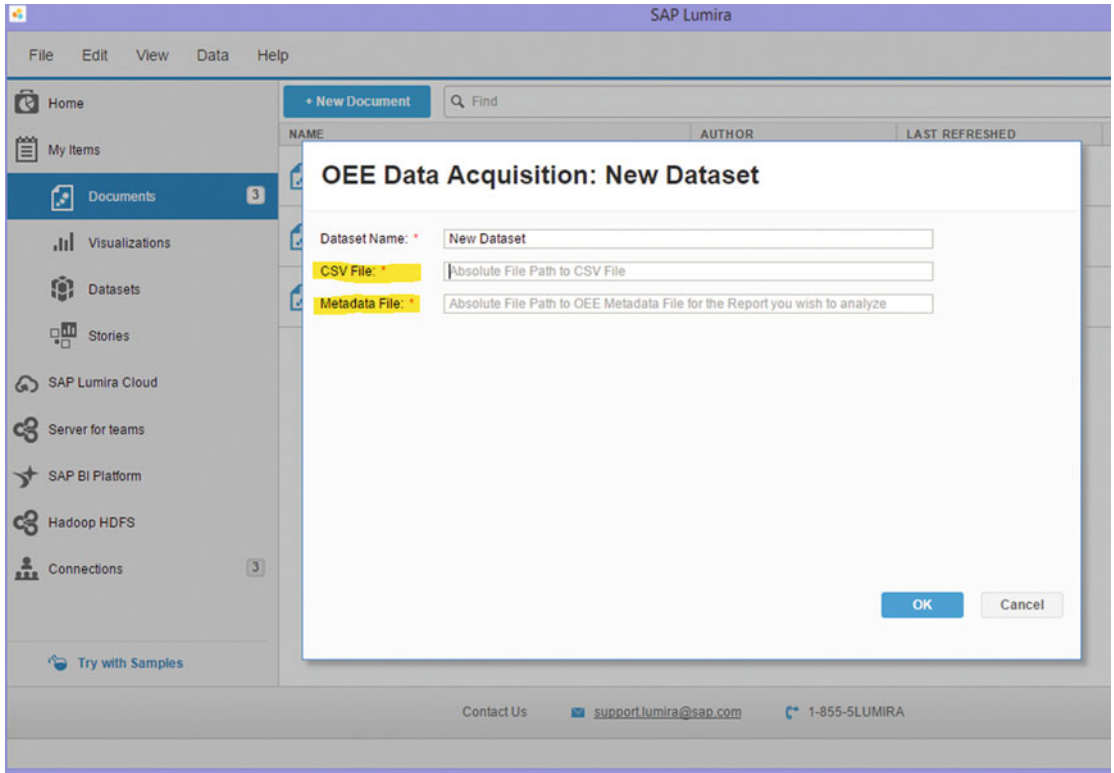 SAP Lumira
File Edit View Data Help
Home
My Items
Documents 3
Visualizations
Datasets
Stories
SAP Lumira Cloud
Server for teams
SAP BI Platform
Hadoop HDFS
Connections 3
Try with Samples
+ New Document
Find
NAME AUTHOR LAST REFRESHED
OEE Data Acquisition: New Dataset
Dataset Name: * New Dataset
CSV File: * Absolute File Path to CSV File
Metadata File: * Absolute File Path to OEE Metadata File for the Report you wish to analyze
OK Cancel
Contact Us support.lumira@sap.com 1-855-5LUMIRA